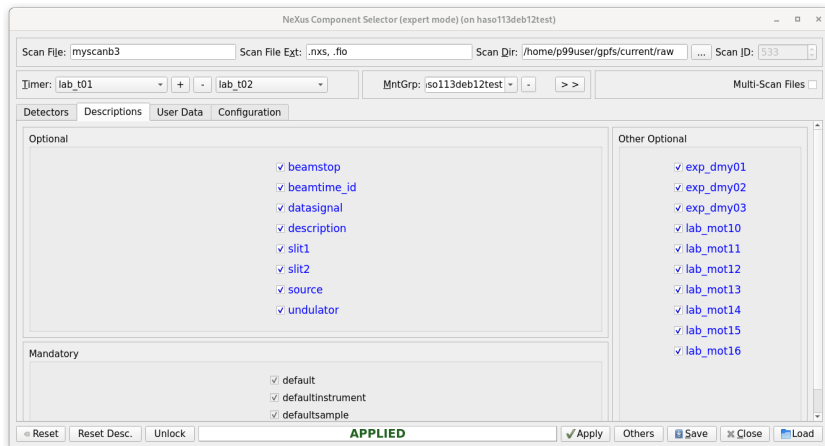 NeXus Component Selector (expert mode) (on haso113deb12test)
Scan File: myscanb3 Scan File Ext: .nxs, .fio Scan Dir: /home/p99user/gpfs/current/raw ... Scan ID: 533
Timer: lab_t01 + - lab_t02 MntGrp: aso113deb12test - > > Multi-Scan Files
Detectors Descriptions User Data Configuration
Optional
beamstop
beamtime_id
datasignal
description
slit1
slit2
source
undulator
Other Optional
exp_dmy01
exp_dmy02
exp_dmy03
lab_mot10
lab_mot11
lab_mot12
lab_mot13
lab_mot14
lab_mot15
lab_mot16
Mandatory
default
defaultinstrument
defaultsample
Reset Reset Desc. Unlock APPLIED Apply Others Save Close Load